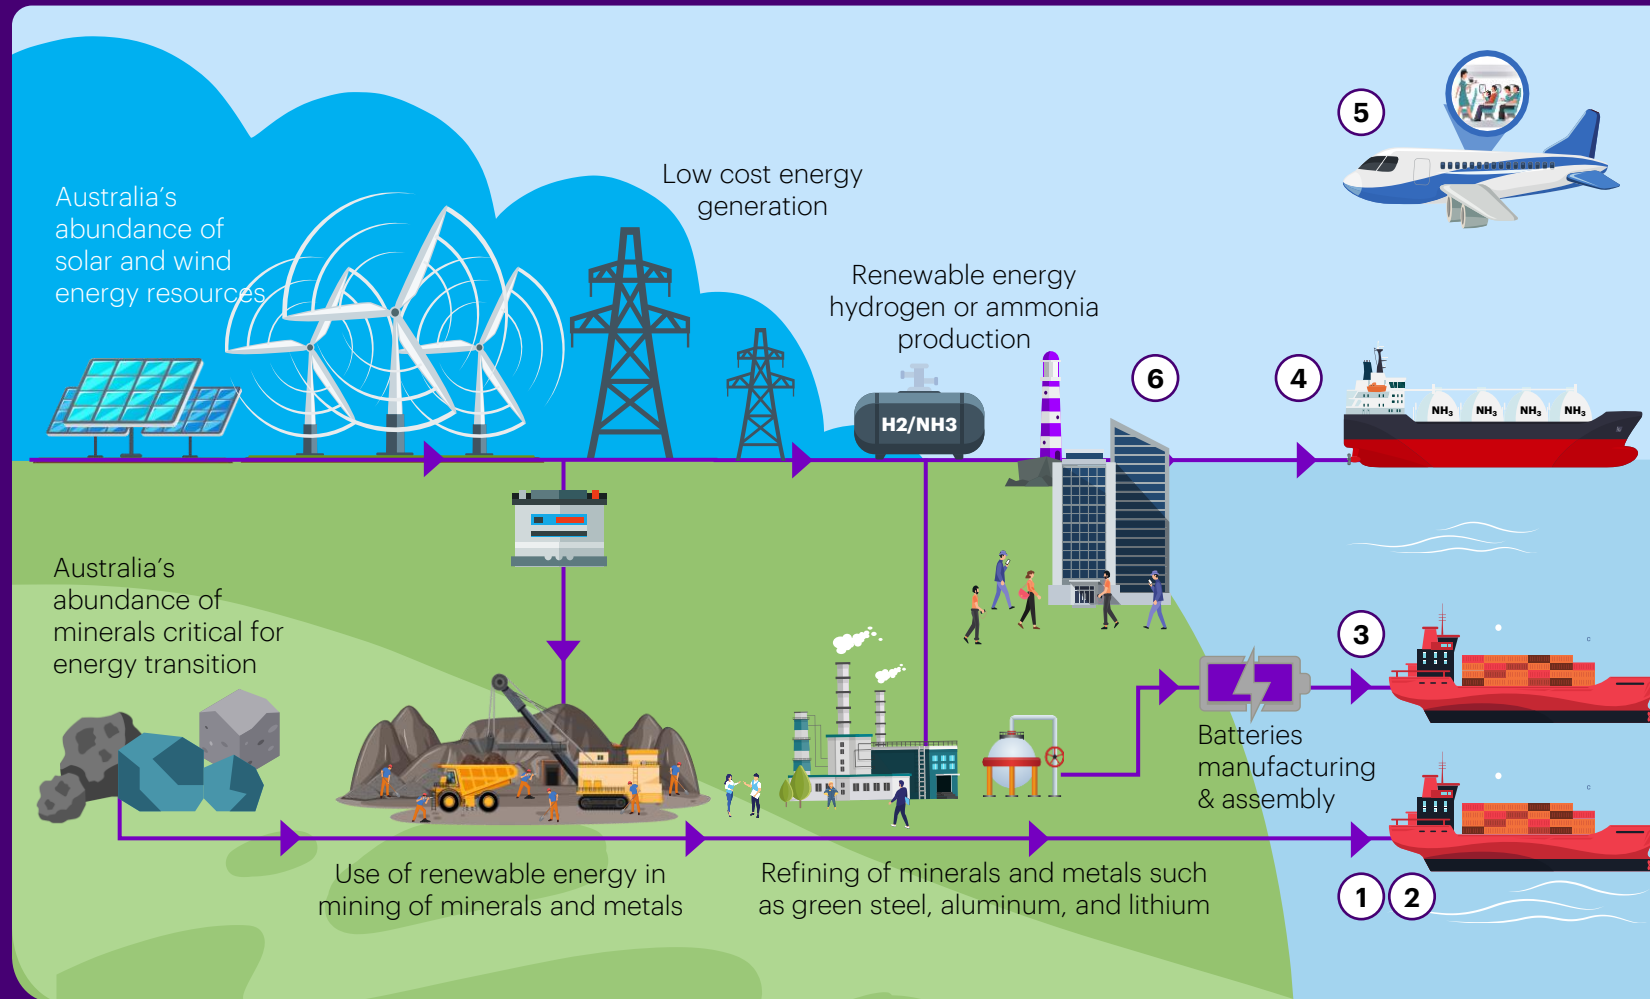 Australia's
abundance of
solar and wind
energy resources
Low cost energy
generation
Renewable energy
hydrogen or ammonia
production
5
6
4
H2/NH3
NH₃
NH₃
NH₃
NH₃
Australia's
abundance of
minerals critical for
energy transition
3
Batteries
manufacturing
& assembly
Use of renewable energy in
mining of minerals and metals
Refining of minerals and metals such
as green steel, aluminum, and lithium
1
2